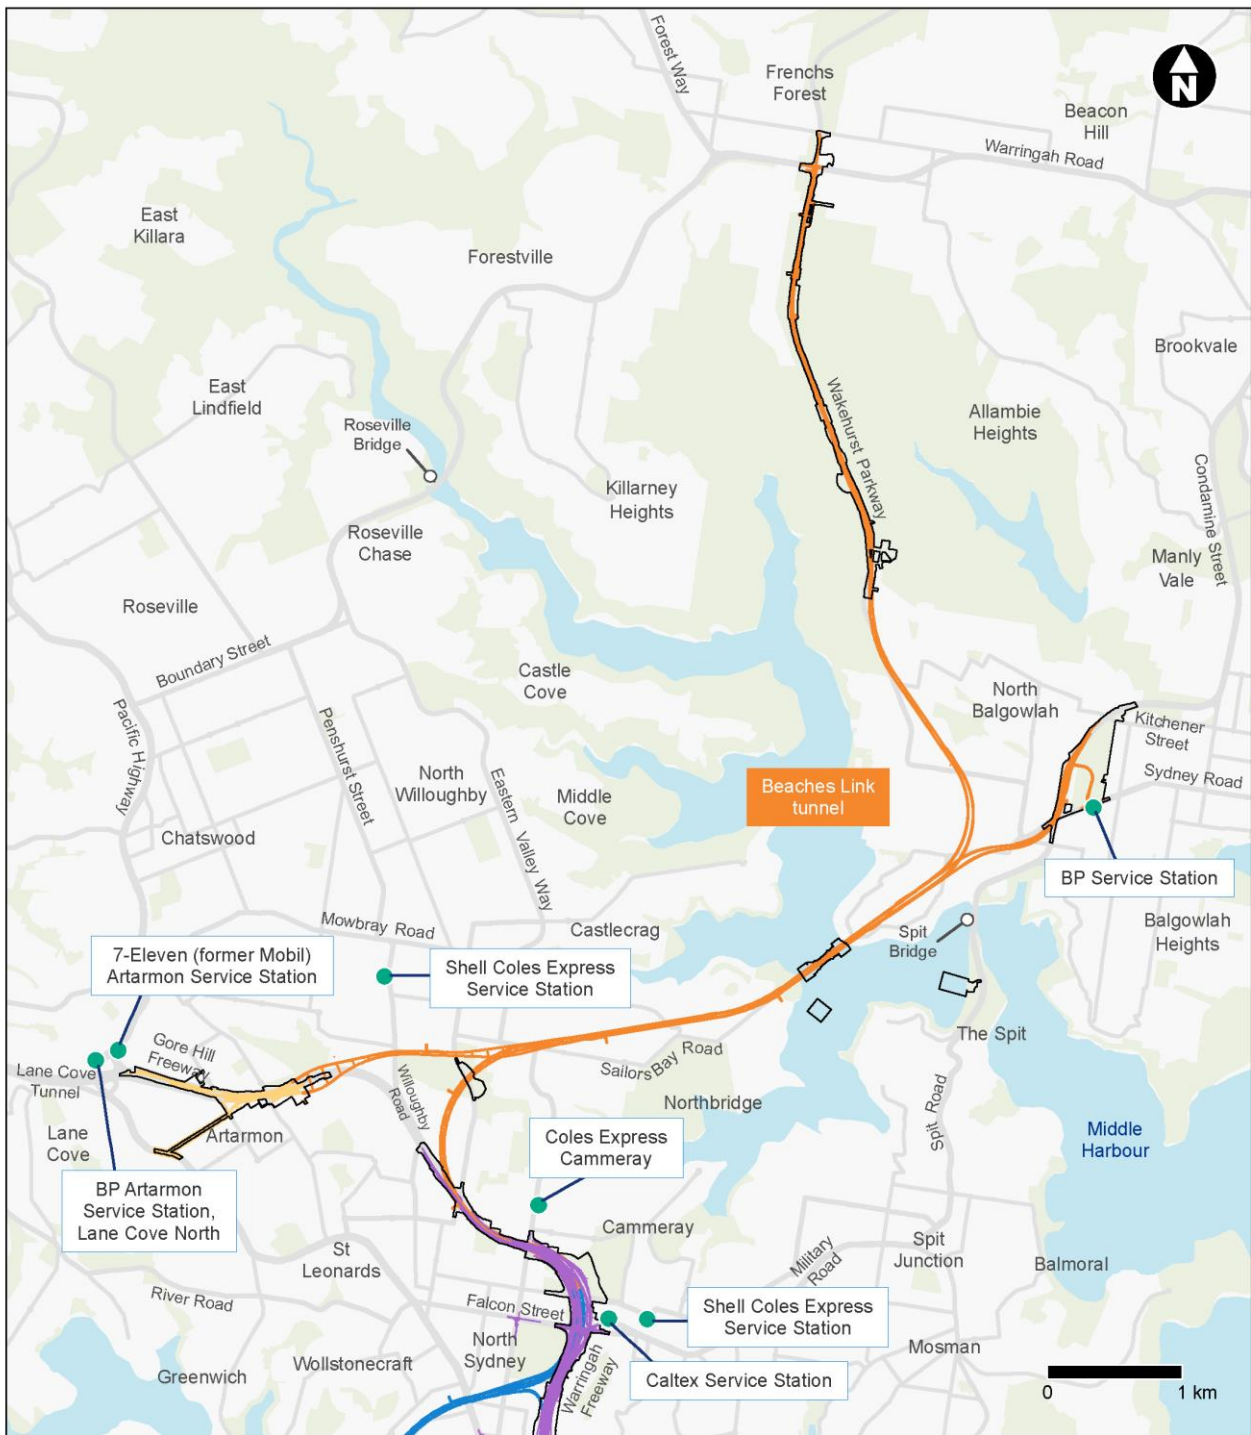 N
Forest Way
Frenchs
Forest
Beacon
Hill
Warringah Road
East
Killara
Forestville
Brookvale
East
Lindfield
Roseville
Bridge
Wakehurst Parkway
Allambie
Heights
Condamine Street
Killarney
Heights
Roseville
Chase
Manly
Vale
Roseville
Boundary Street
Castle
Cove
North
Balgowlah
Kitchener
Street
Pacific Highway
Penshurst Street
North
Willoughby
Eastern Valley Way
Middle
Cove
Beaches Link
tunnel
Sydney Road
Chatswood
BP Service Station
Mowbray Road
Castlecrag
Spit
Bridge
Balgowlah
Heights
7-Eleven (former Mobil)
Artarmon Service Station
Shell Coles Express
Service Station
The Spit
Gore Hill
Freeway
Lane Cove
Tunnel
Sailors Bay Road
Willoughby
Road
Northbridge
Spit Road
Lane
Cove
Artarmon
Coles Express
Cammeray
Middle
Harbour
BP Artarmon
Service Station,
Lane Cove North
Cammeray
St
Leonards
Military
Road
Spit
Junction
Balmoral
River Road
Falcon Street
Shell Coles Express
Service Station
North
Sydney
Warringah
Freeway
Mosman
Greenwich
Wollstonecraft
Caltex Service Station
0
1 km